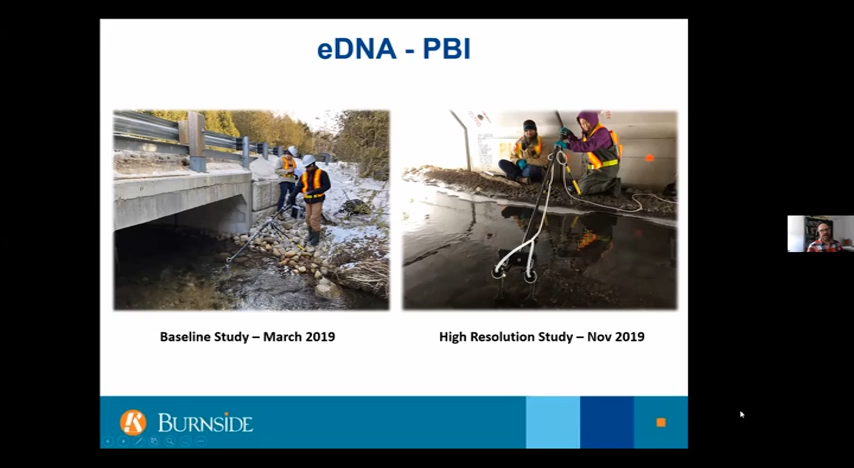 eDNA - PBI
Baseline Study – March 2019
High Resolution Study – Nov 2019
BURNSIDE